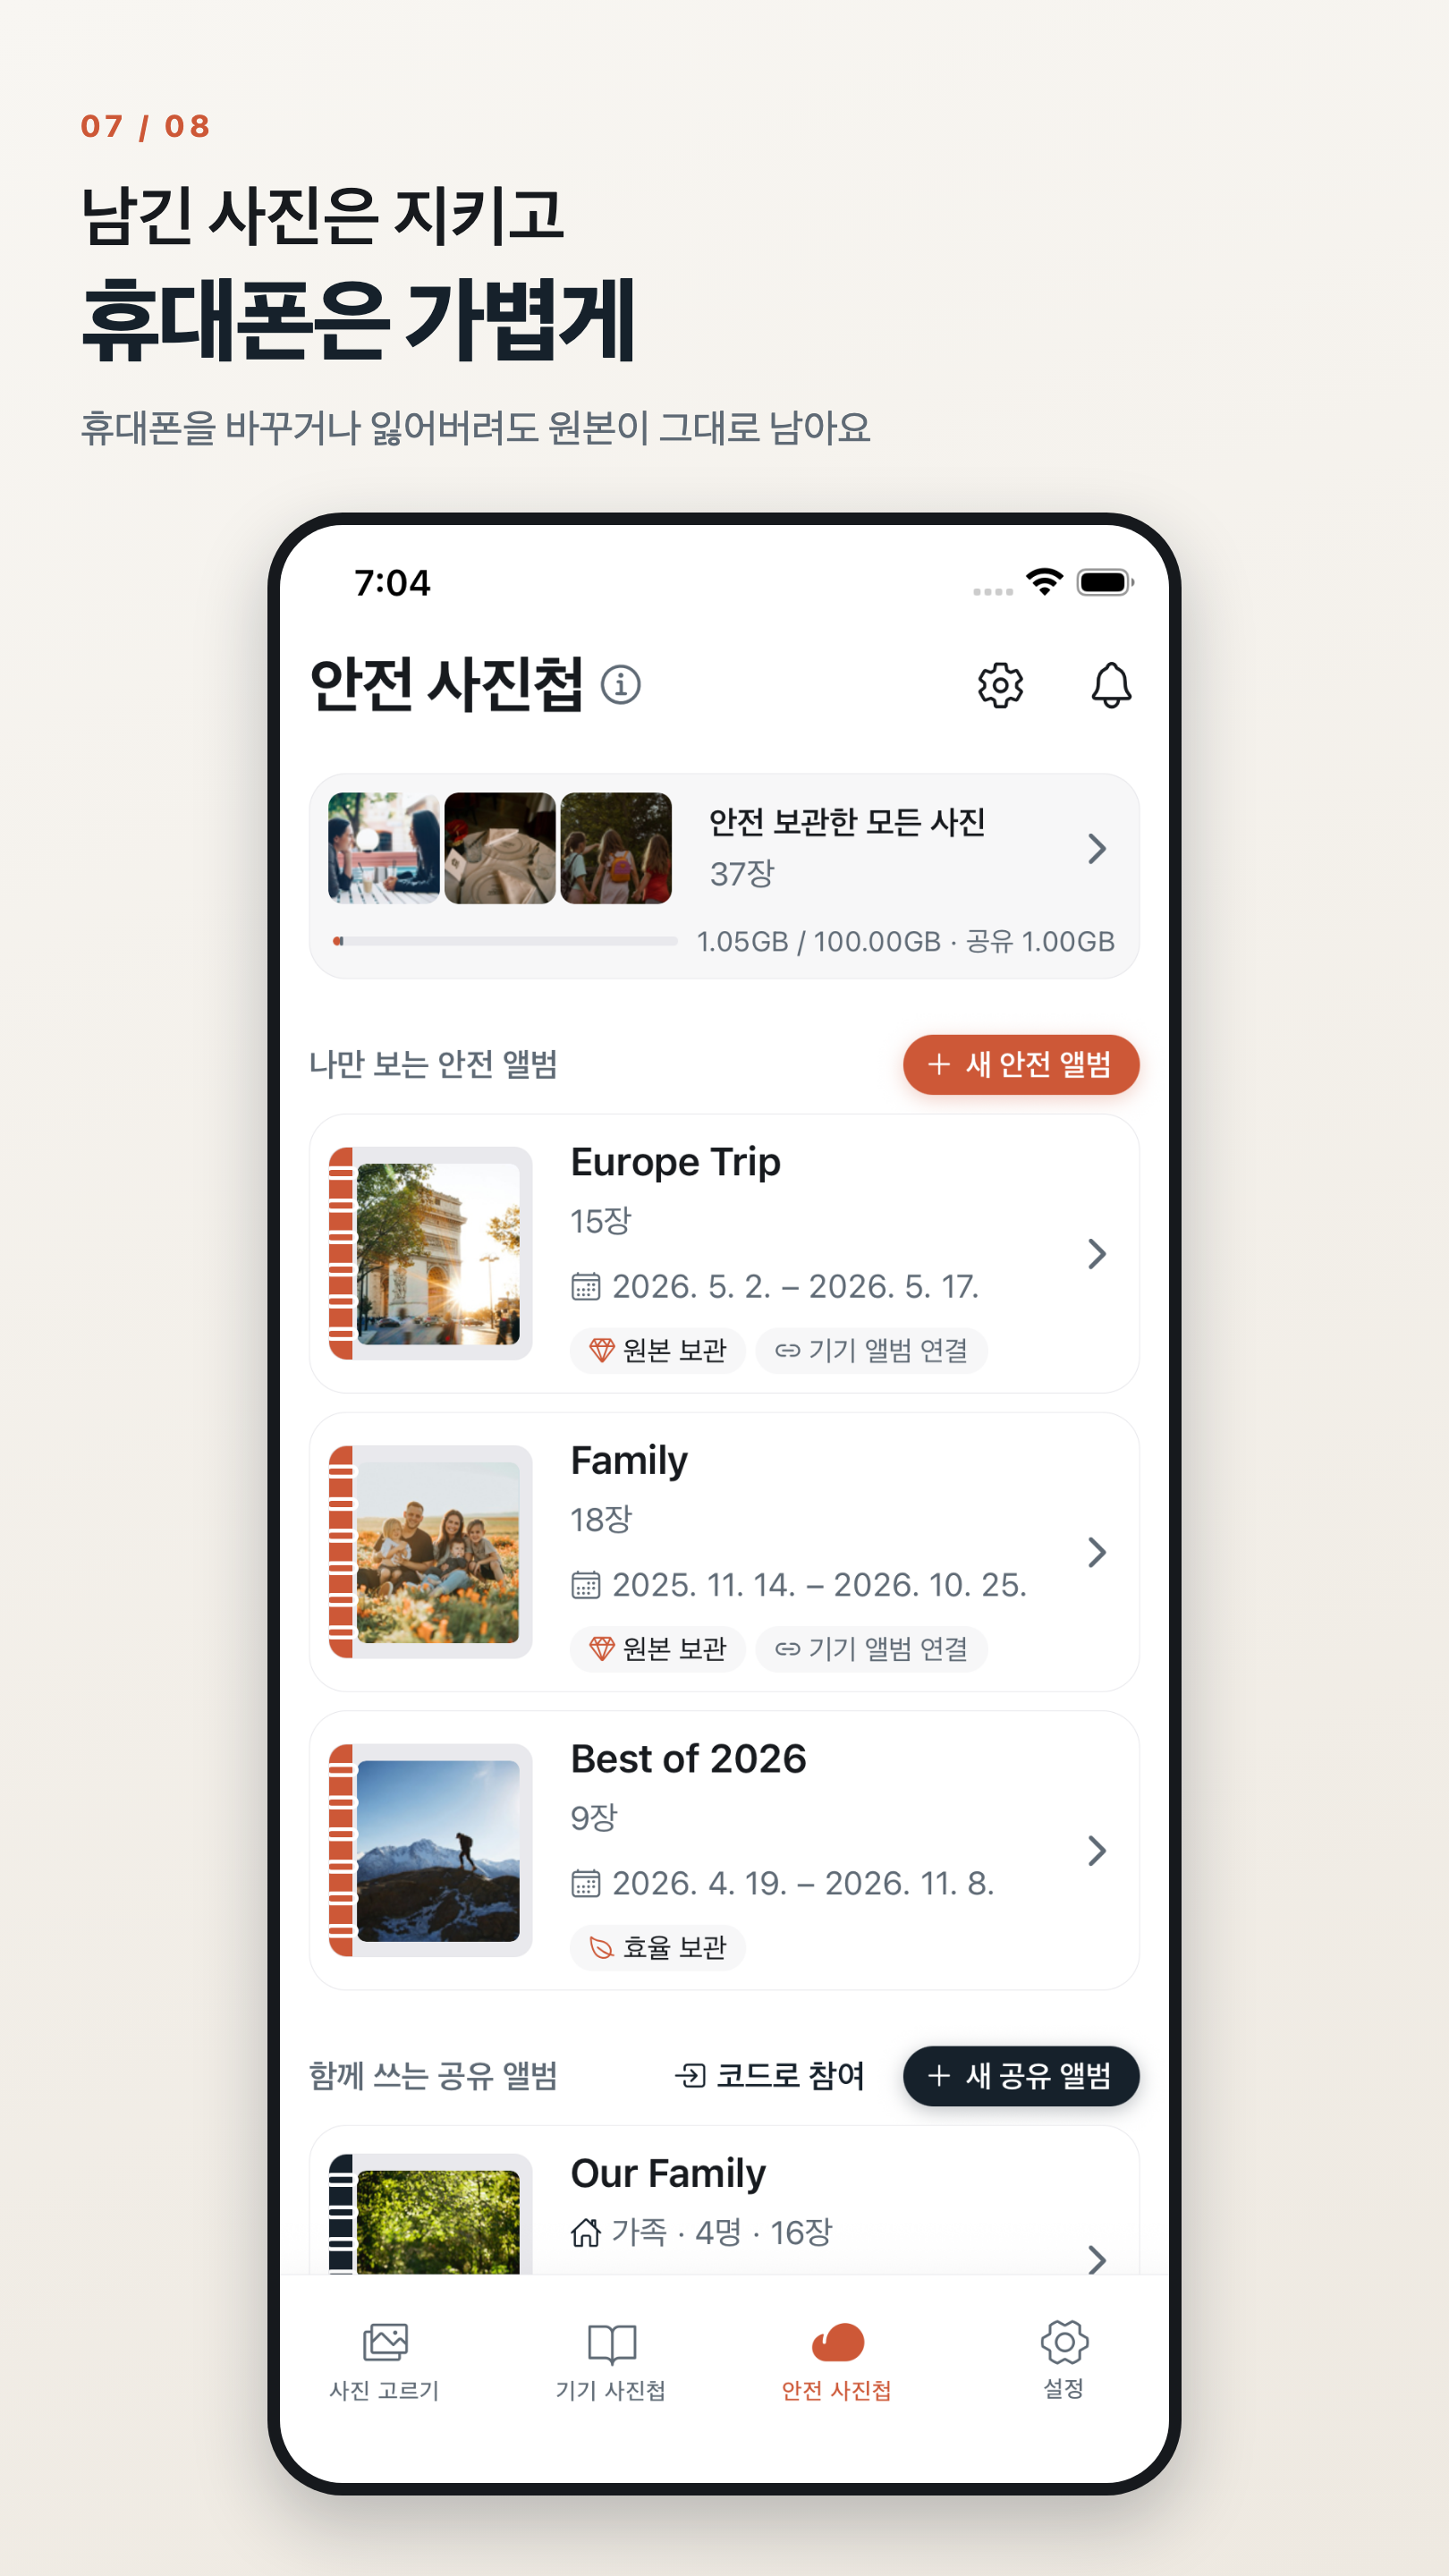 07 / 08
남긴 사진은 지키고
휴대폰은 가볍게
휴대폰을 바꾸거나 잃어버려도 원본이 그대로 남아요
7:04
안전 사진첩
안전 보관한 모든 사진
37장
1.05GB / 100.00GB · 공유 1.00GB
나만 보는 안전 앨범
+ 새 안전 앨범
Europe Trip
15장
2026. 5. 2. – 2026. 5. 17.
원본 보관 기기 앨범 연결
Family
18장
2025. 11. 14. – 2026. 10. 25.
원본 보관 기기 앨범 연결
Best of 2026
9장
2026. 4. 19. – 2026. 11. 8.
효율 보관
함께 쓰는 공유 앨범 코드로 참여 + 새 공유 앨범
Our Family
가족 · 4명 · 16장
사진 고르기 기기 사진첩 안전 사진첩 설정